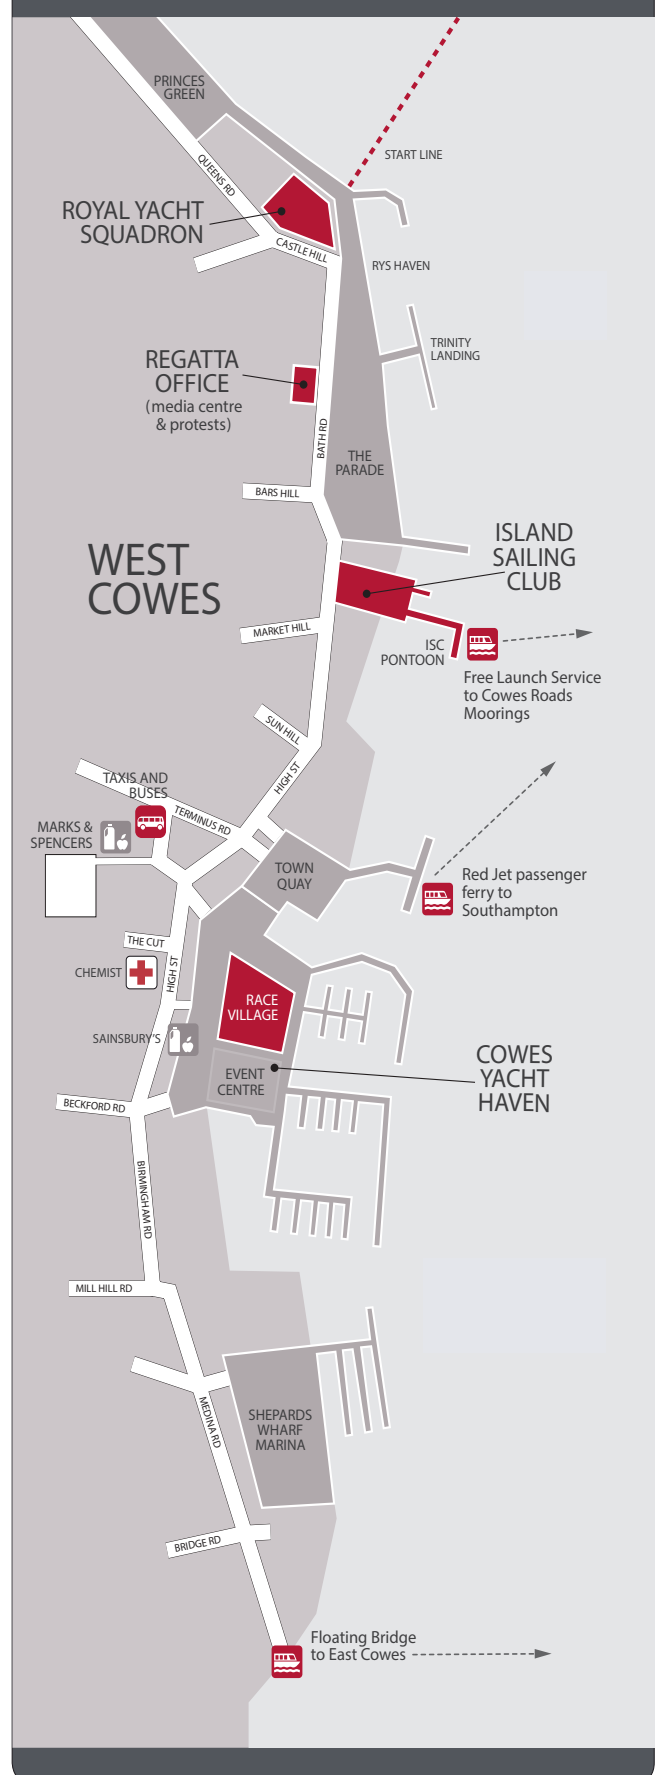 PRINCES
GREEN
START LINE
QUEENS RD
ROYAL YACHT
SQUADRON
CASTLE HILL
RYS HAVEN
TRINITY
LANDING
REGATTA
OFFICE
(media centre
& protests)
BATH RD
THE
PARADE
BARS HILL
ISLAND
SAILING
CLUB
WEST
COWES
MARKET HILL
ISC
PONTOON
Free Launch Service
to Cowes Roads
Moorings
SUN HILL
HIGH ST
TAXIS AND
BUSES
TERMINUS RD
MARKS &
SPENCERS
TOWN
QUAY
Red Jet passenger
ferry to
Southampton
THE CUT
CHEMIST
HIGH ST
RACE
VILLAGE
SAINSBURY'S
EVENT
CENTRE
COWES
YACHT
HAVEN
BECKFORD RD
BIRMINGHAM RD
MILL HILL RD
MEDINA RD
SHEPARDS
WHARF
MARINA
BRIDGE RD
Floating Bridge
to East Cowes